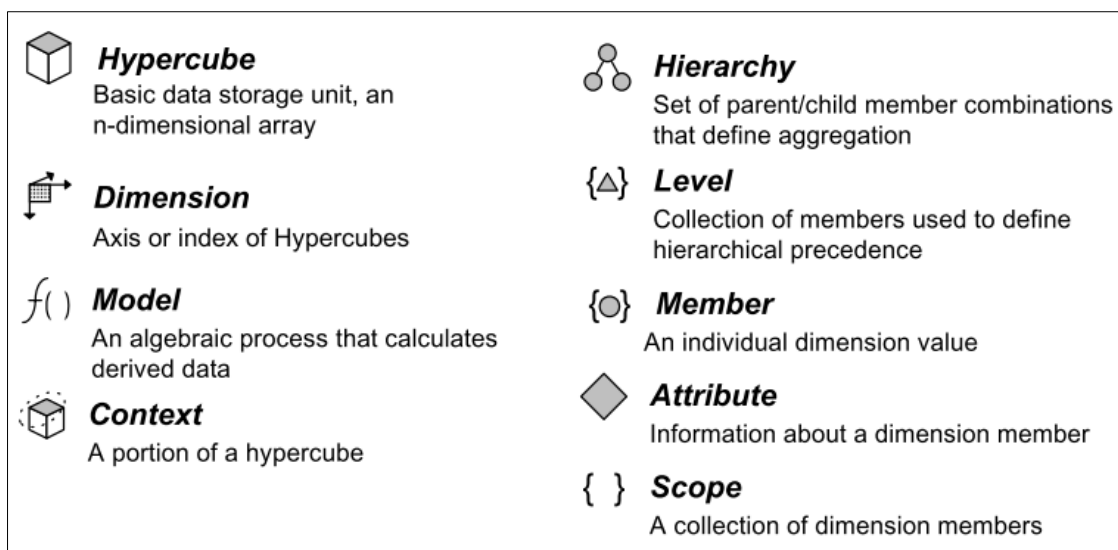 Hypercube
Basic data storage unit, an
n-dimensional array
Dimension
Axis or index of Hypercubes
f( ) Model
An algebraic process that calculates
derived data
Context
A portion of a hypercube
Hierarchy
Set of parent/child member combinations
that define aggregation
{ } Level
Collection of members used to define
hierarchical precedence
{ } Member
An individual dimension value
Attribute
Information about a dimension member
{ } Scope
A collection of dimension members